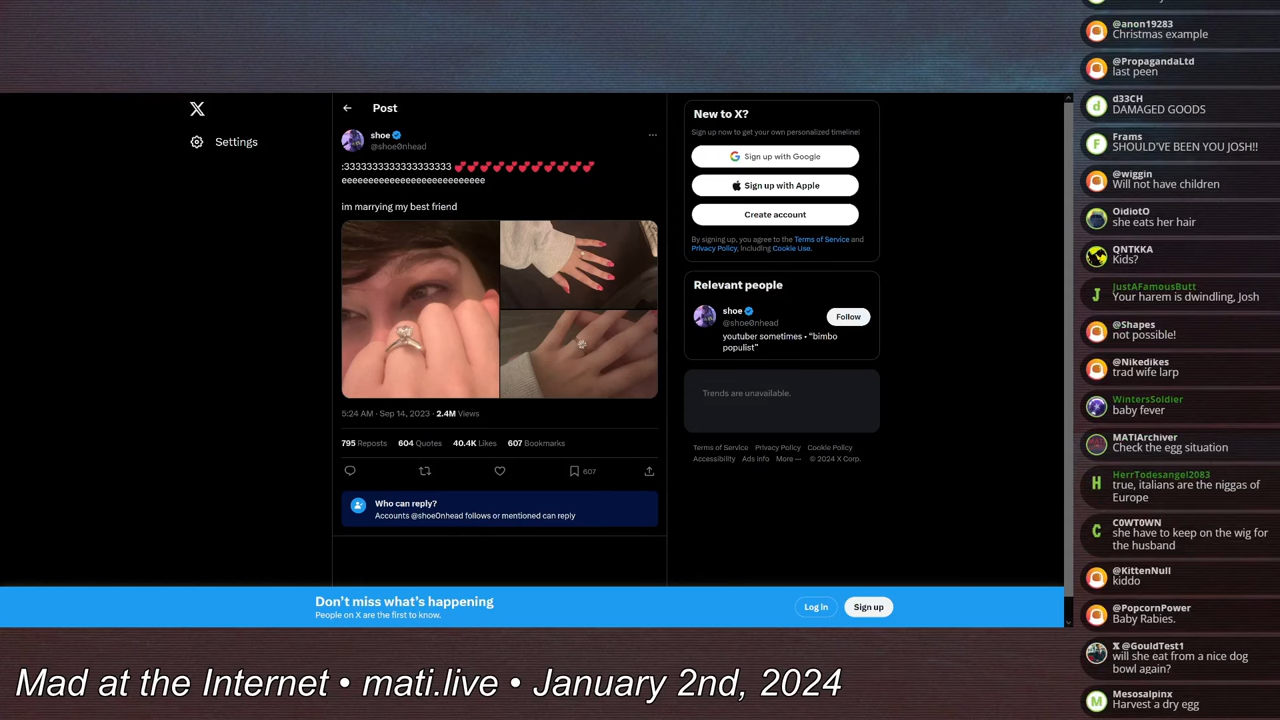 Post
Settings
shoe
@shoe0nhead
:33333333333333333333 💕💕💕💕💕💕💕💕💕💕💕
eeeeeeeeeeeeeeeeeeeeeeeeee
im marrying my best friend
5:24 AM · Sep 14, 2023 · 2.4M Views
795 Reposts 604 Quotes 40.4K Likes 607 Bookmarks
607
Who can reply?
Accounts @shoe0nhead follows or mentioned can reply
New to X?
Sign up now to get your own personalized timeline!
Sign up with Google
Sign up with Apple
Create account
By signing up, you agree to the Terms of Service and
Privacy Policy, including Cookie Use.
Relevant people
shoe
@shoe0nhead
Follow
youtuber sometimes • “bimbo
populist”
Trends are unavailable.
Terms of Service Privacy Policy Cookie Policy
Accessibility Ads info More ··· © 2024 X Corp.
Don’t miss what’s happening
People on X are the first to know.
Log in
Sign up
@anon19283
Christmas example
@PropagandaLtd
last peen
d33CH
DAMAGED GOODS
Frams
SHOULD'VE BEEN YOU JOSH!!
@wiggin
Will not have children
OidiotO
she eats her hair
QNTKKA
Kids?
JustAFamousButt
Your harem is dwindling, Josh
@Shapes
not possible!
@Nikedikes
trad wife larp
WintersSoldier
baby fever
MATIArchiver
Check the egg situation
HerrTodesangel2083
true, italians are the niggas of
Europe
C0WT0WN
she have to keep on the wig for
the husband
@KittenNull
kiddo
@PopcornPower
Baby Rabies.
X @GouldTest1
will she eat from a nice dog
bowl again?
Mesosalpinx
Harvest a dry egg
Mad at the Internet • mati.live • January 2nd, 2024